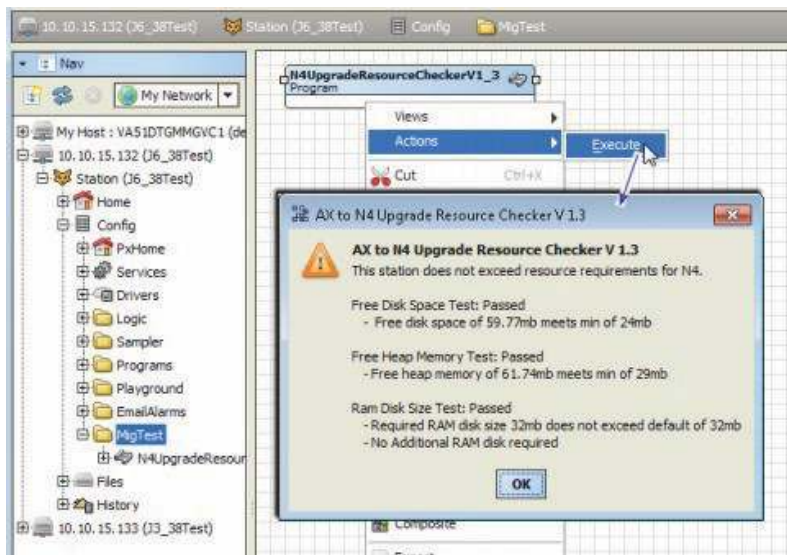 10.10.15.132 (J6_38Test) Station (J6_38Test) Config MigTest
Nav
My Network
My Host : VA51DTGMMGVC1 (de
10.10.15.132 (J6_38Test)
Station (J6_38Test)
Home
Config
PxHome
Services
Drivers
Logic
Sampler
Programs
Playground
EmailAlarms
MigTest
N4UpgradeResour
Files
History
10.10.15.133 (J3_38Test)
N4UpgradeResourceCheckerV1_3
Program
Views
Actions
Execute
Cut Ctrl+X
AX to N4 Upgrade Resource Checker V 1.3
AX to N4 Upgrade Resource Checker V 1.3
This station does not exceed resource requirements for N4.
Free Disk Space Test: Passed
- Free disk space of 59.77mb meets min of 24mb
Free Heap Memory Test: Passed
- Free heap memory of 61.74mb meets min of 29mb
Ram Disk Size Test: Passed
- Required RAM disk size 32mb does not exceed default of 32mb
- No Additional RAM disk required
OK
Composite